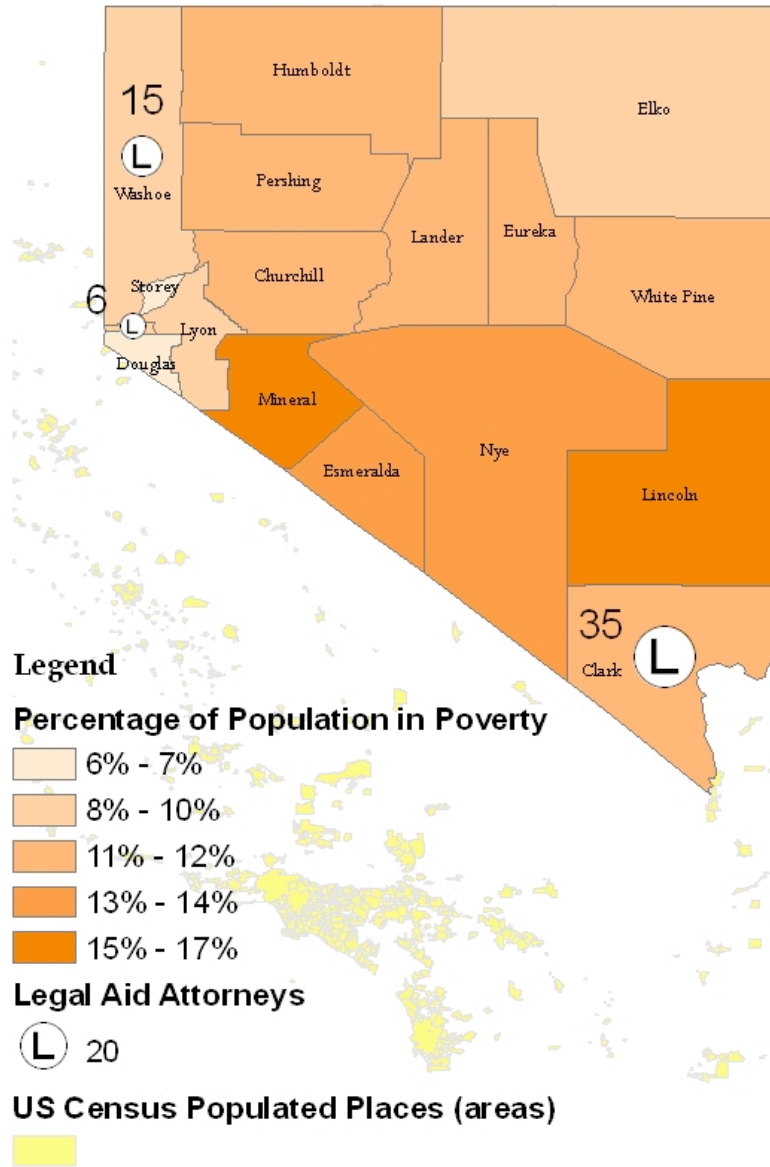 Humboldt
Elko
15
L
Washoe
Pershing
Lander
Eureka
Churchill
Storey
White Pine
6
L
Lyon
Douglas
Mineral
Nye
Esmeralda
Lincoln
35
L
Clark
Legend
Percentage of Population in Poverty
6% - 7%
8% - 10%
11% - 12%
13% - 14%
15% - 17%
Legal Aid Attorneys
L 20
US Census Populated Places (areas)